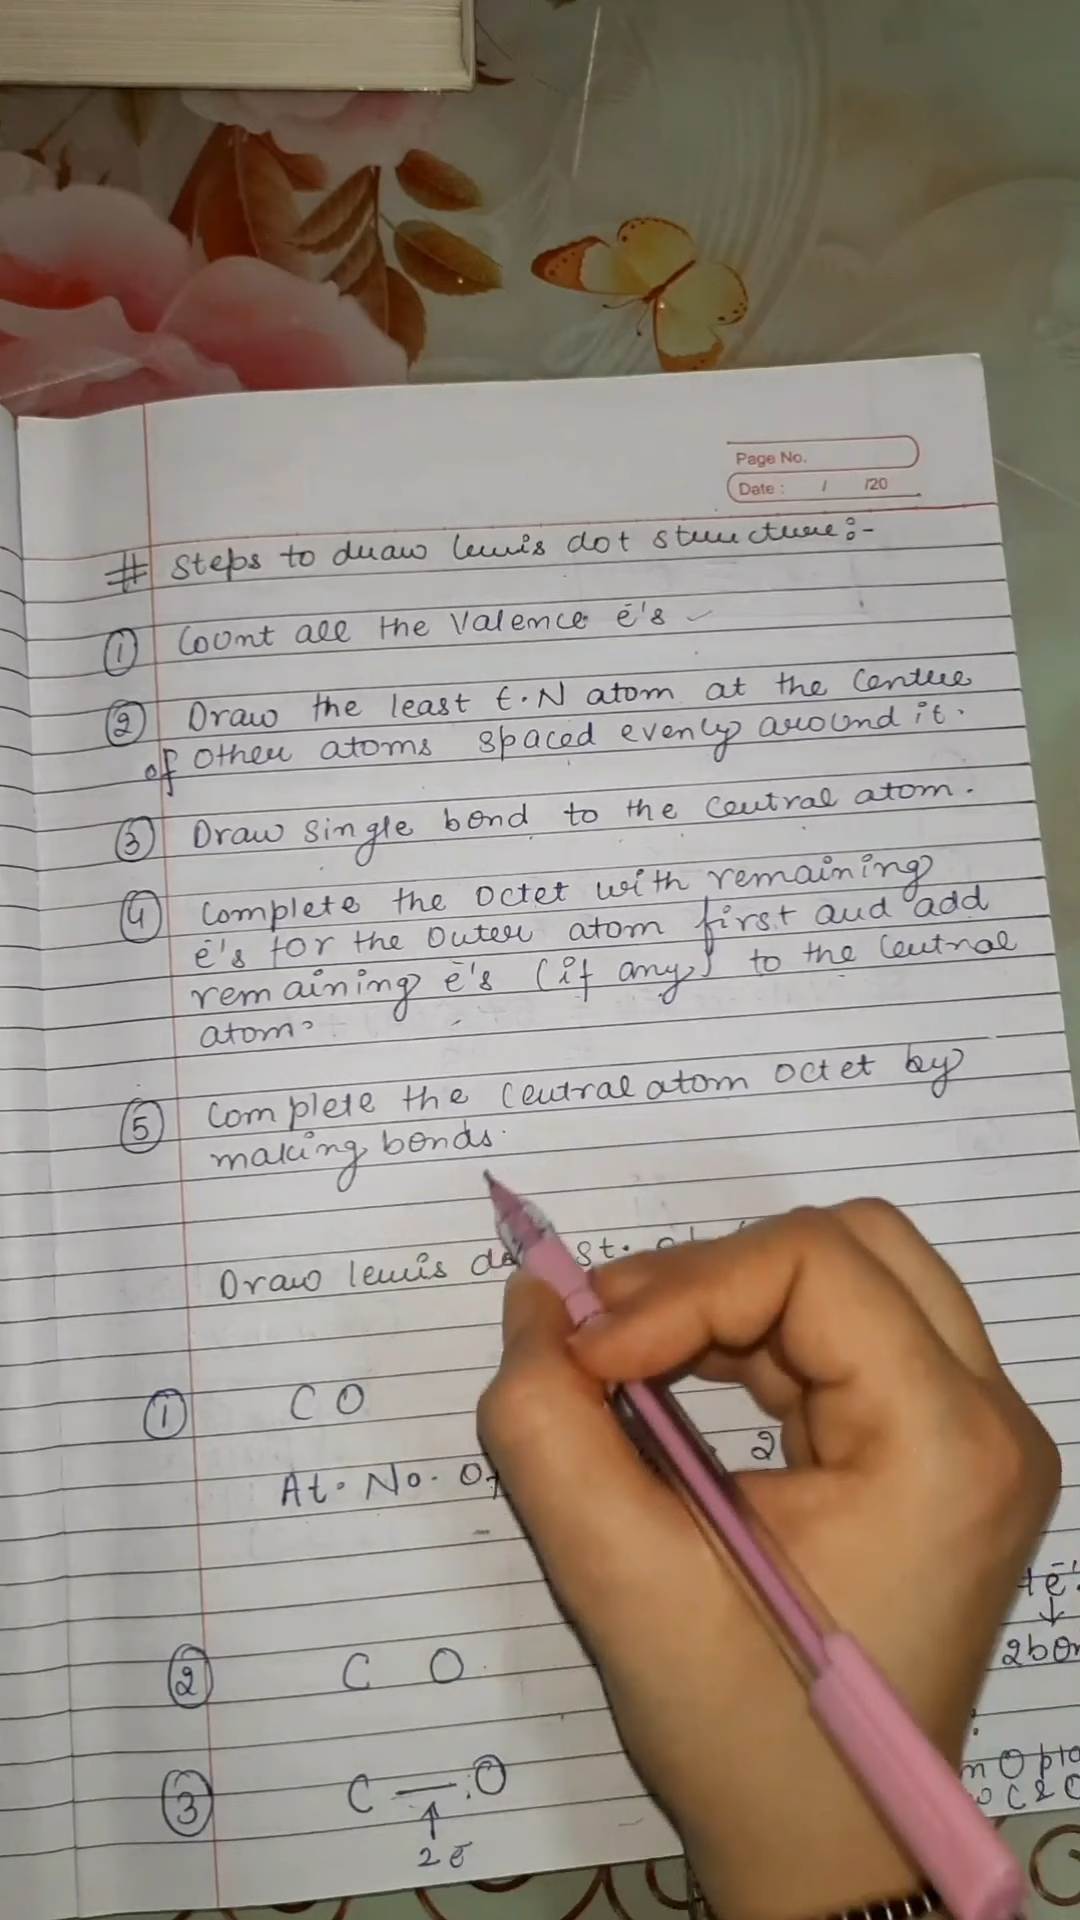 Page No.
Date : / /20
# Steps to draw lewis dot structure:-
① Count all the Valence ē's
② Draw the least E.N atom at the centre
of other atoms spaced evenly around it.
③ Draw single bond to the central atom.
④ Complete the octet with remaining
ē's for the outer atom first and add
remaining ē's (if any) to the central
atom.
⑤ Complete the central atom octet by
making bonds.
Draw lewis st.
① CO
At. No. 2
② C O
③ C — O
↑
2ē
ē'
↓
2bo
O
C & O